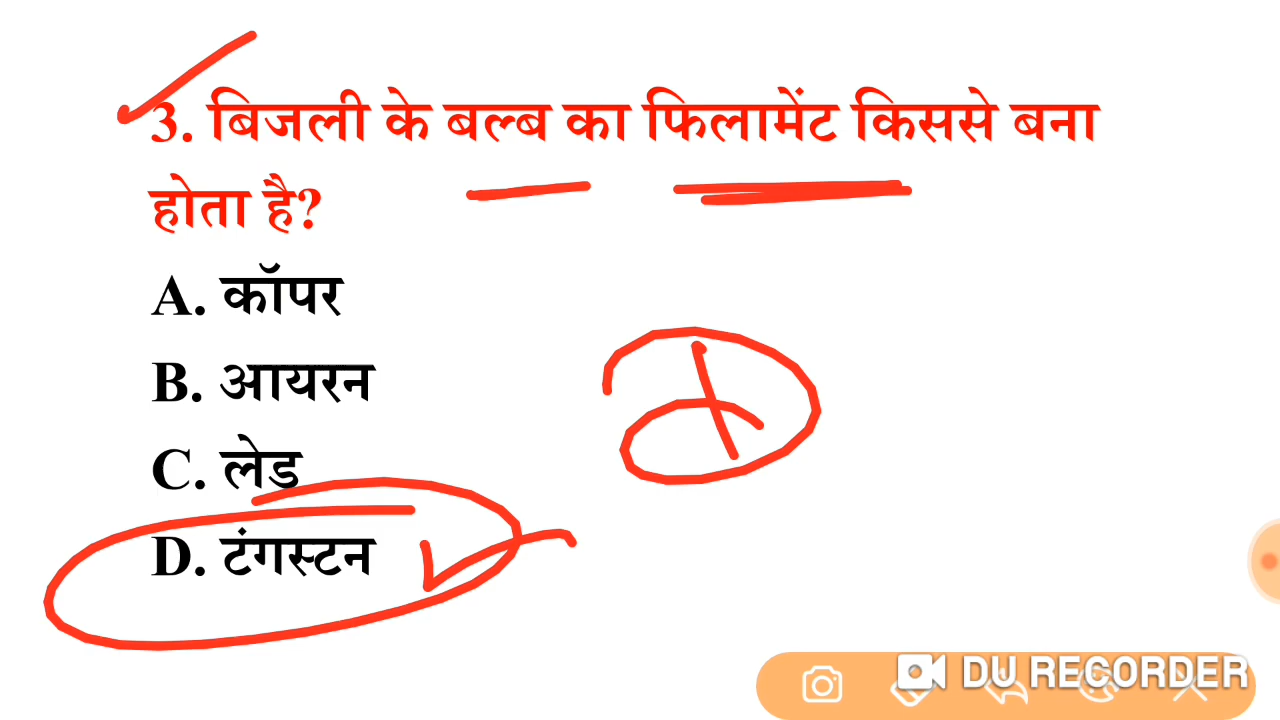 3. बिजली के बल्ब का फिलामेंट किससे बना
होता है?
A. कॉपर
B. आयरन
C. लेड
D. टंगस्टन
DU RECORDER